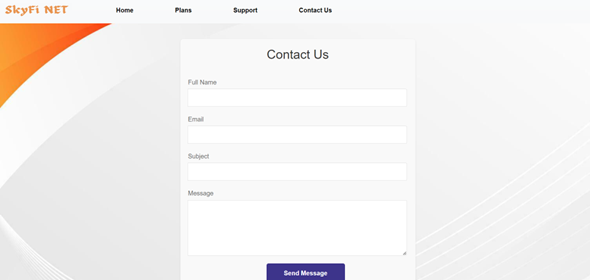 SkyFi NET Home Plans Support Contact Us
Contact Us
Full Name
Email
Subject
Message
Send Message